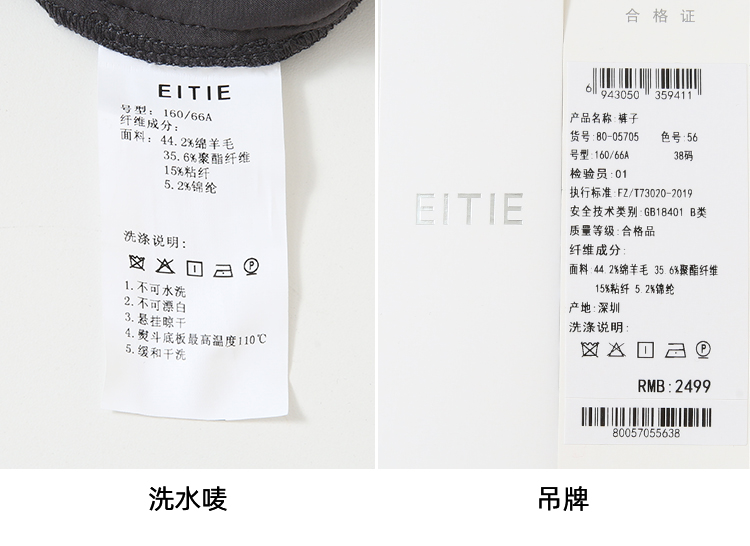 EITIE
号型：160/66A
纤维成分：
面料：44.2%绵羊毛
35.6%聚酯纤维
15%粘纤
5.2%锦纶
洗涤说明：
1.不可水洗
2.不可漂白
3.悬挂晾干
4.熨斗底板最高温度110℃
5.缓和干洗
洗水唛
EITIE
合格证
6 943050 359411
产品名称:裤子
货号:80-05705 色号:56
号型:160/66A 38码
检验员:01
执行标准:FZ/T73020-2019
安全技术类别:GB18401 B类
质量等级:合格品
纤维成分:
面料:44.2%绵羊毛 35.6%聚酯纤维
15%粘纤 5.2%锦纶
产地:深圳
洗涤说明:
RMB:2499
80057055638
吊牌